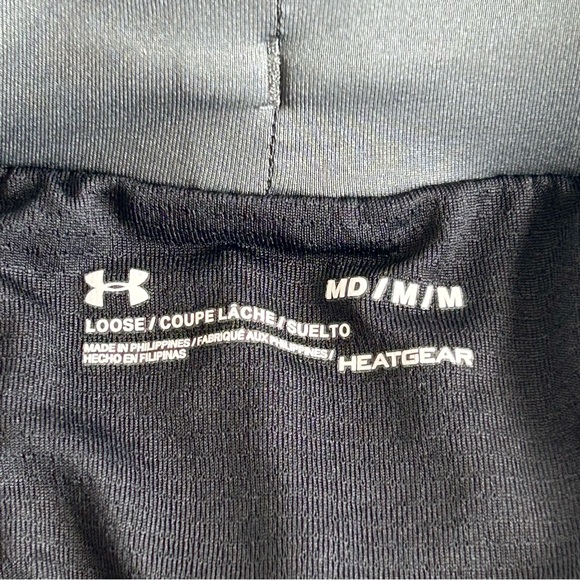 MD / M / M
LOOSE / COUPE LÂCHE / SUELTO
MADE IN PHILIPPINES / FABRIQUÉ AUX PHILIPPINES /
HECHO EN FILIPINAS
HEATGEAR